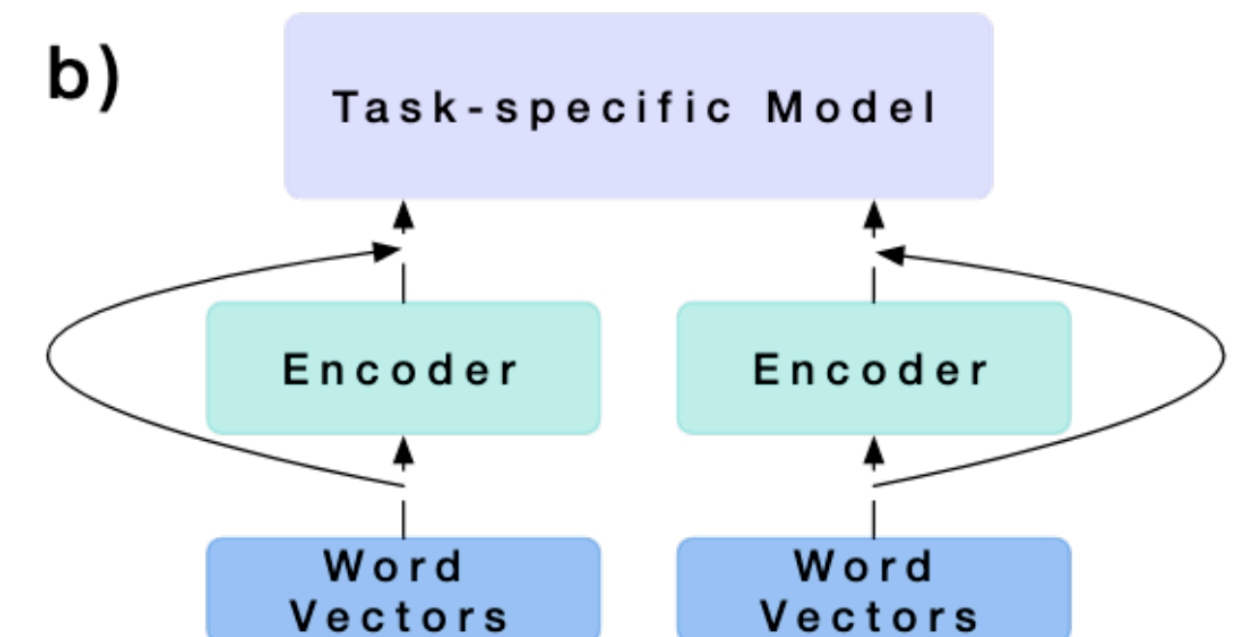 b)
Task-specific Model
Encoder
Encoder
Word
Vectors
Word
Vectors